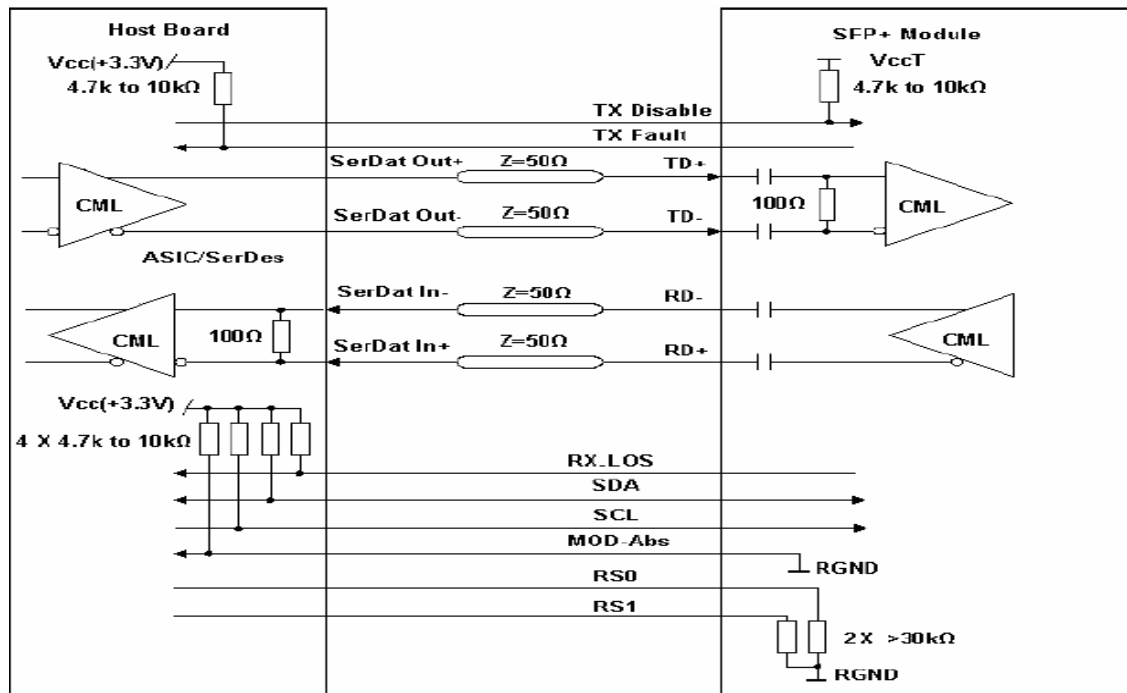 Host Board
SFP+ Module
Vcc(+3.3V)
VccT
4.7k to 10kΩ
4.7k to 10kΩ
TX Disable
TX Fault
SerDat Out+
Z=50Ω
TD+
CML
100Ω
CML
SerDat Out-
Z=50Ω
TD-
ASIC/SerDes
SerDat In-
Z=50Ω
RD-
CML
100Ω
CML
SerDat In+
Z=50Ω
RD+
Vcc(+3.3V)
4 X 4.7k to 10kΩ
RX_LOS
SDA
SCL
MOD-Abs
RGND
RS0
RS1
2X >30kΩ
RGND